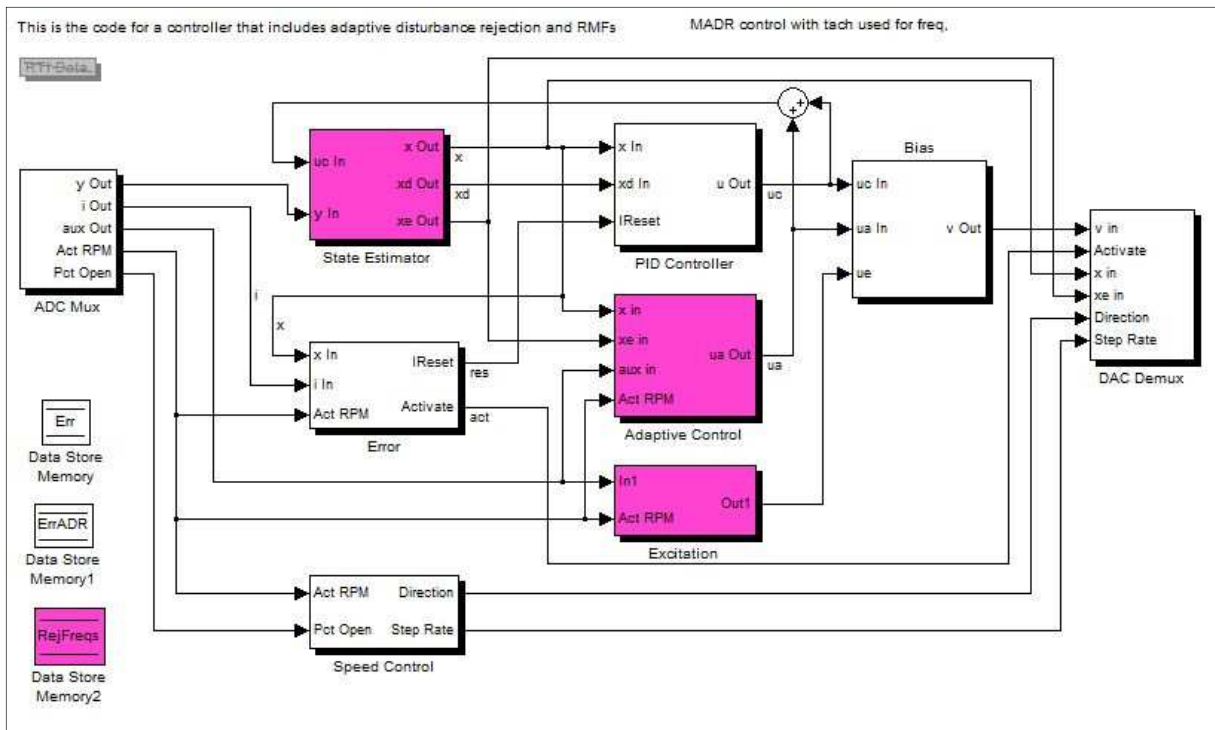 This is the code for a controller that includes adaptive disturbance rejection and RMFs
MADR control with tach used for freq.
RTI Data
y Out
i Out
aux Out
Act RPM
Pct Open
ADC Mux
uc In
y In
x Out
xd Out
xe Out
State Estimator
x
xd
x In
xd In
IReset
u Out
PID Controller
uc
+
+
Bias
uc In
ua In
ue
v Out
v in
Activate
x in
xe in
Direction
Step Rate
DAC Demux
i
x
x In
i In
Act RPM
IReset
Activate
Error
res
act
x in
xe in
aux in
Act RPM
ua Out
Adaptive Control
ua
In1
Act RPM
Out1
Excitation
Act RPM
Pct Open
Direction
Step Rate
Speed Control
Err
Data Store
Memory
ErrADR
Data Store
Memory1
RejFreqs
Data Store
Memory2